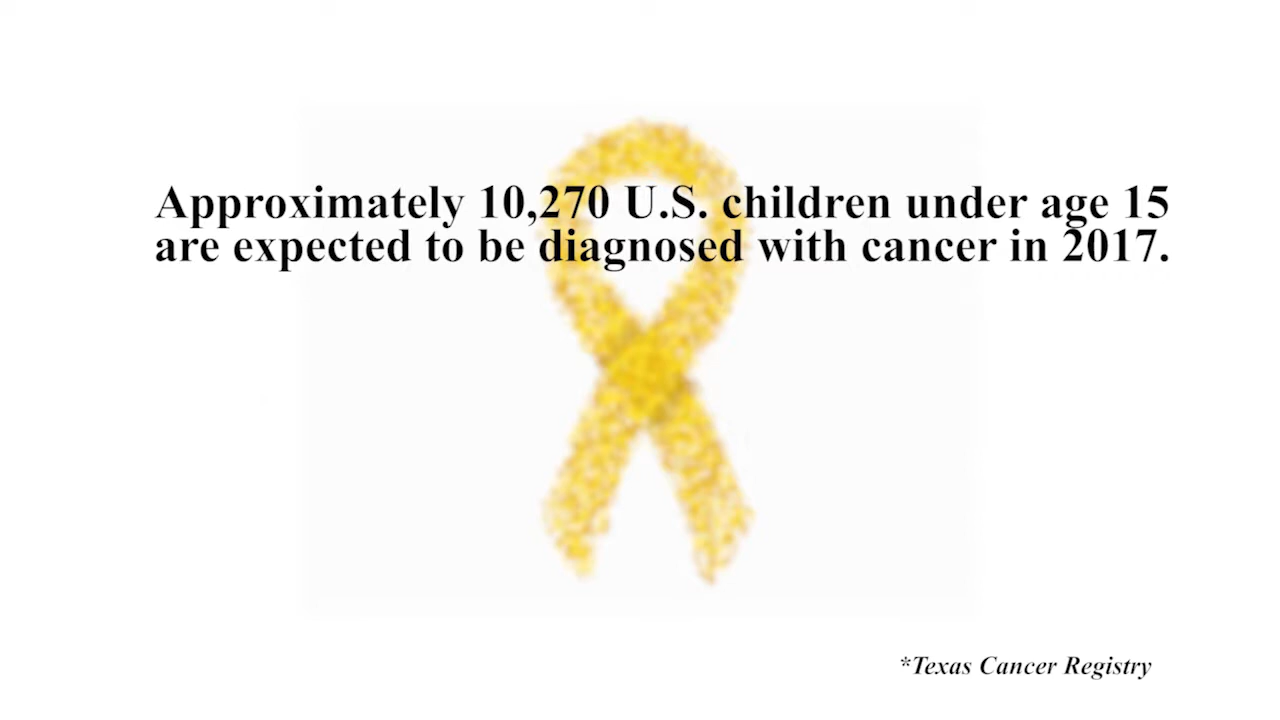 Approximately 10,270 U.S. children under age 15
are expected to be diagnosed with cancer in 2017.
*Texas Cancer Registry